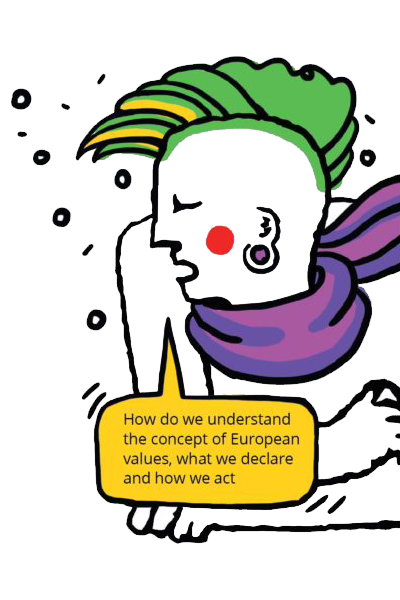 How do we understand
the concept of European
values, what we declare
and how we act